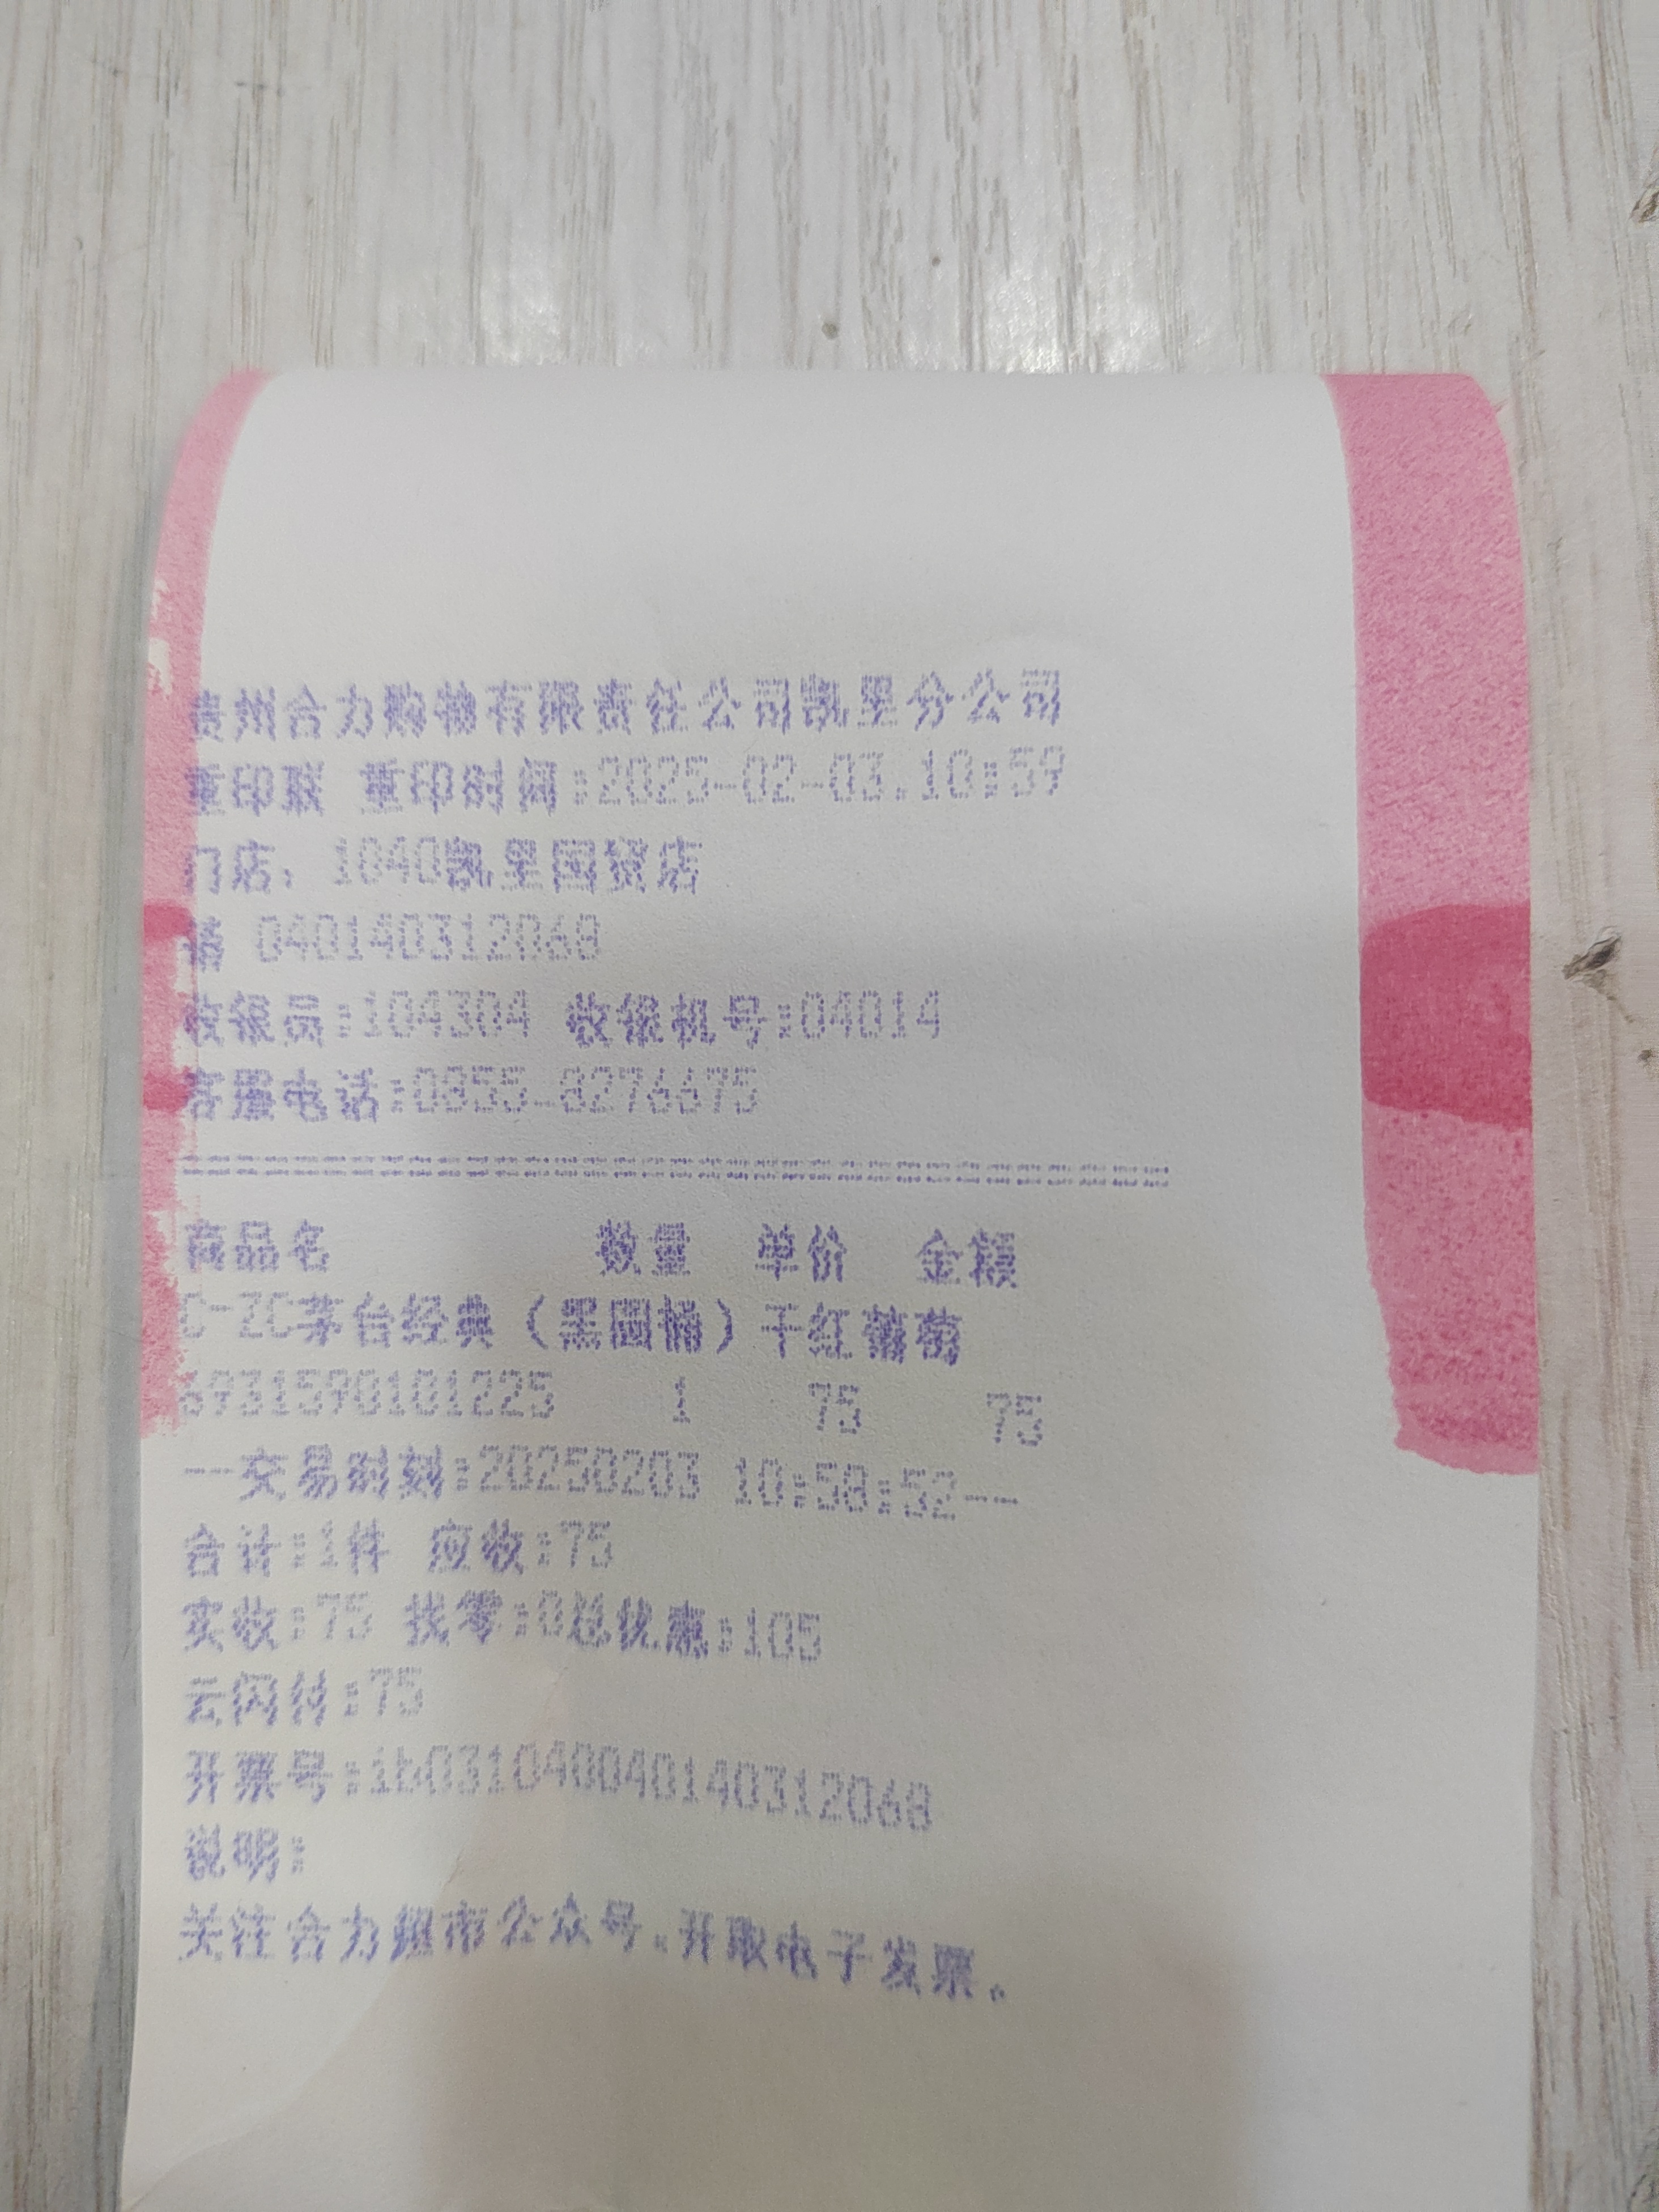 贵州合力购物有限责任公司凯里分公司
重印联 重印时间:2025-02-03.10:59
门店: 1040凯里国贸店
040140312068
收银员:104304 收银机号:04014
客服电话:0855-8276675
商品名 数量 单价 金额
C-ZC茅台经典(黑圆桶)干红葡萄
6931590101225 1 75 75
--交易时刻:20250203 10:58:52--
合计:1件 应收:75
实收:75 找零:0总优惠:105
云闪付:75
开票号:1b03104004014 0312068
说明:
关注合力超市公众号.开取电子发票.